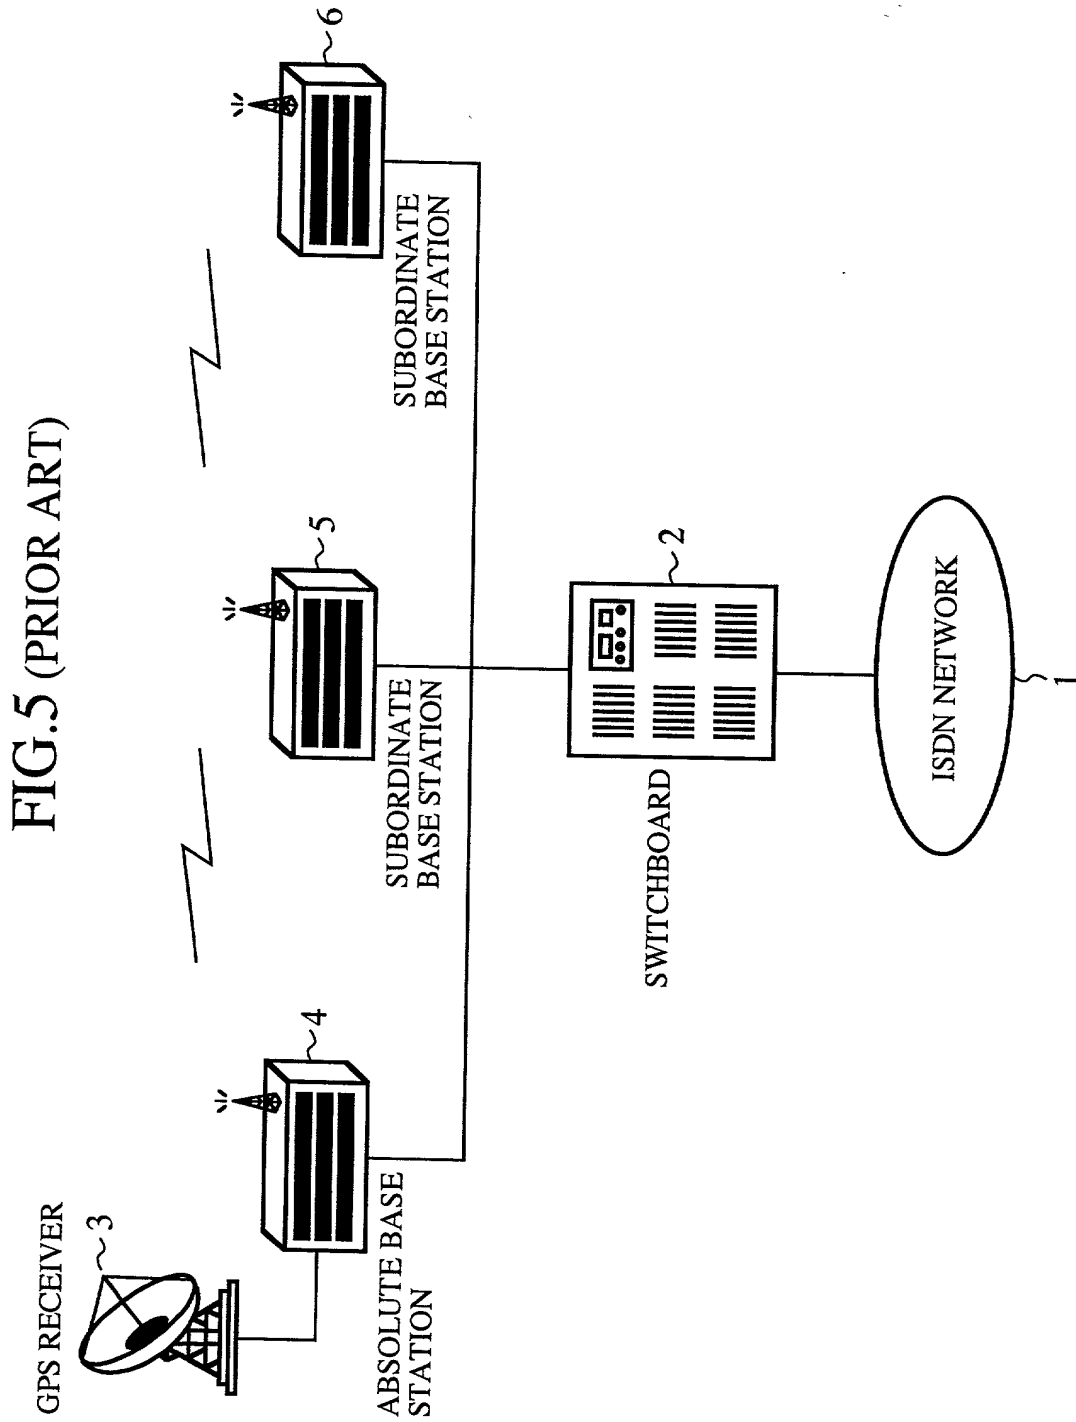 FIG.5 (PRIOR ART)
GPS RECEIVER
3
4
5
6
ABSOLUTE BASE
STATION
SUBORDINATE
BASE STATION
SUBORDINATE
BASE STATION
SWITCHBOARD
2
ISDN NETWORK
1